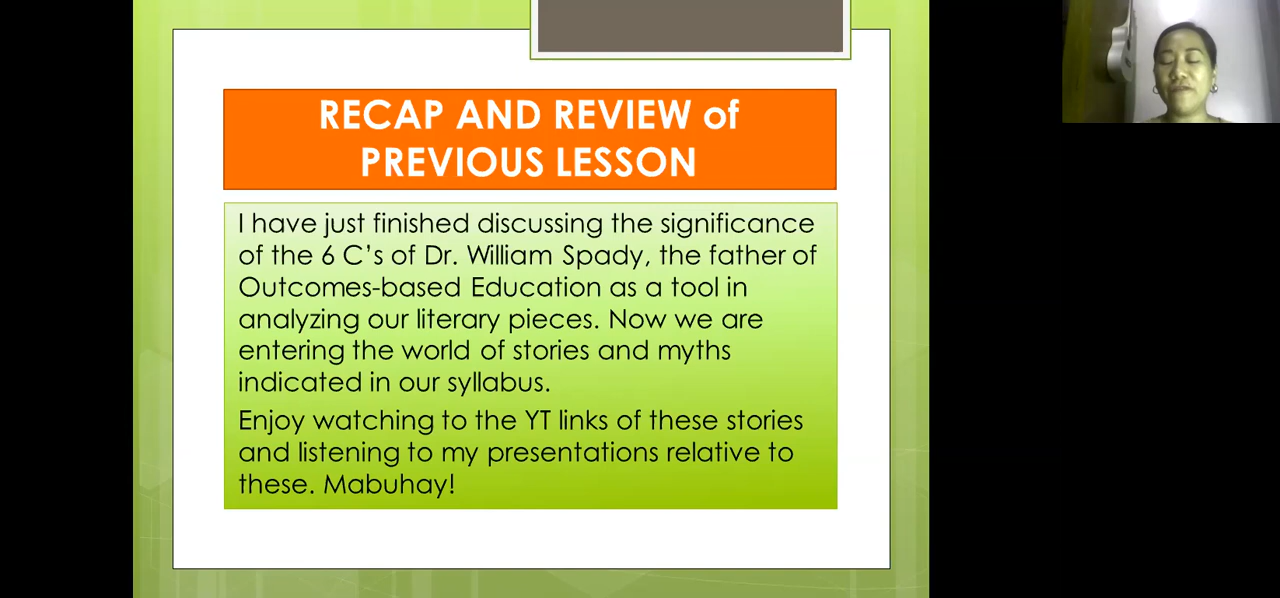 RECAP AND REVIEW of
PREVIOUS LESSON
I have just finished discussing the significance
of the 6 C's of Dr. William Spady, the father of
Outcomes-based Education as a tool in
analyzing our literary pieces. Now we are
entering the world of stories and myths
indicated in our syllabus.
Enjoy watching to the YT links of these stories
and listening to my presentations relative to
these. Mabuhay!